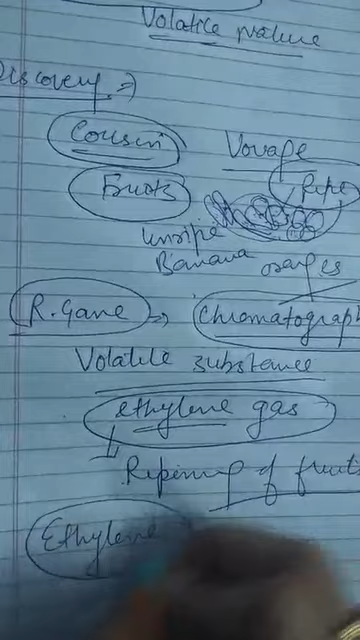 Volatile nature
Discovery ⇒
Cousin Voyage
Fruits Ripe
Unripe
Banana oranges
R. Gane ⇒ Chromatograph
Volatile substance
ethylene gas
Ripening of fruits
Ethylene